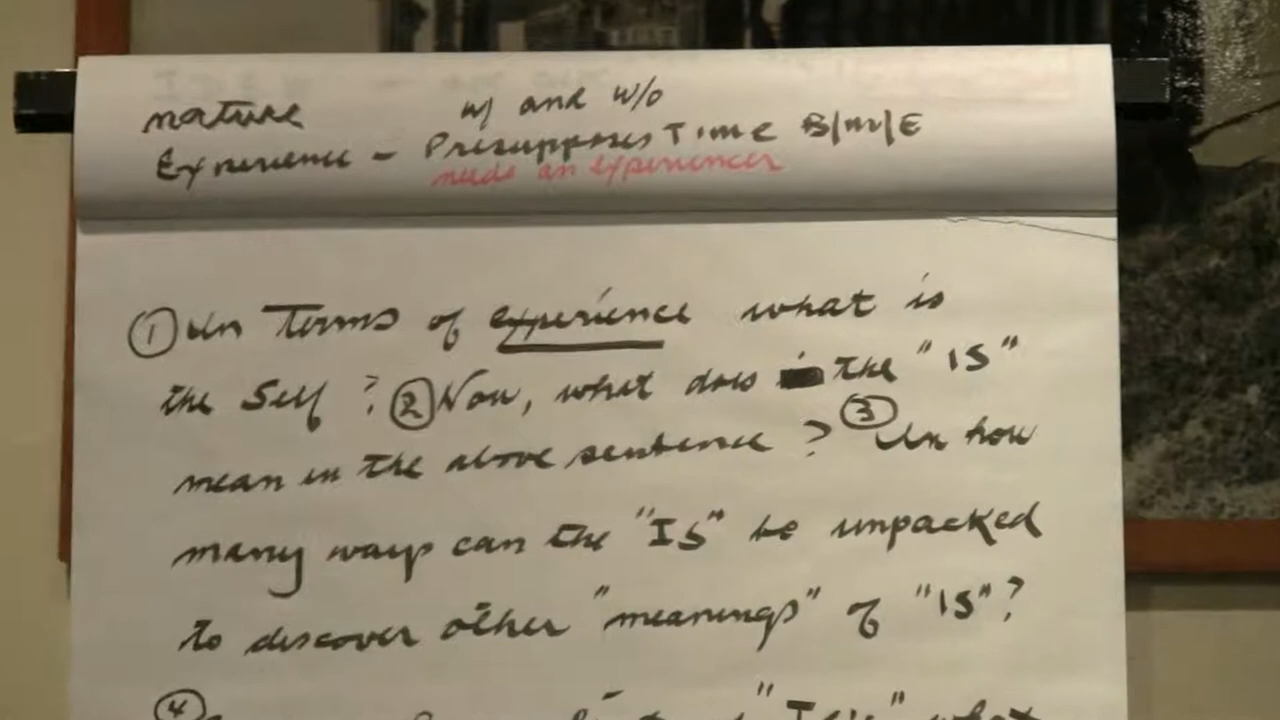 nature w/ and w/o
Experience - Presupposes Time B/M/E
needs an experiencer
① In Terms of experience what is
the Self? ② Now, what does the "IS"
mean in the above sentence? ③ In how
many ways can the "IS" be unpacked
to discover other "meanings" of "IS"?
④